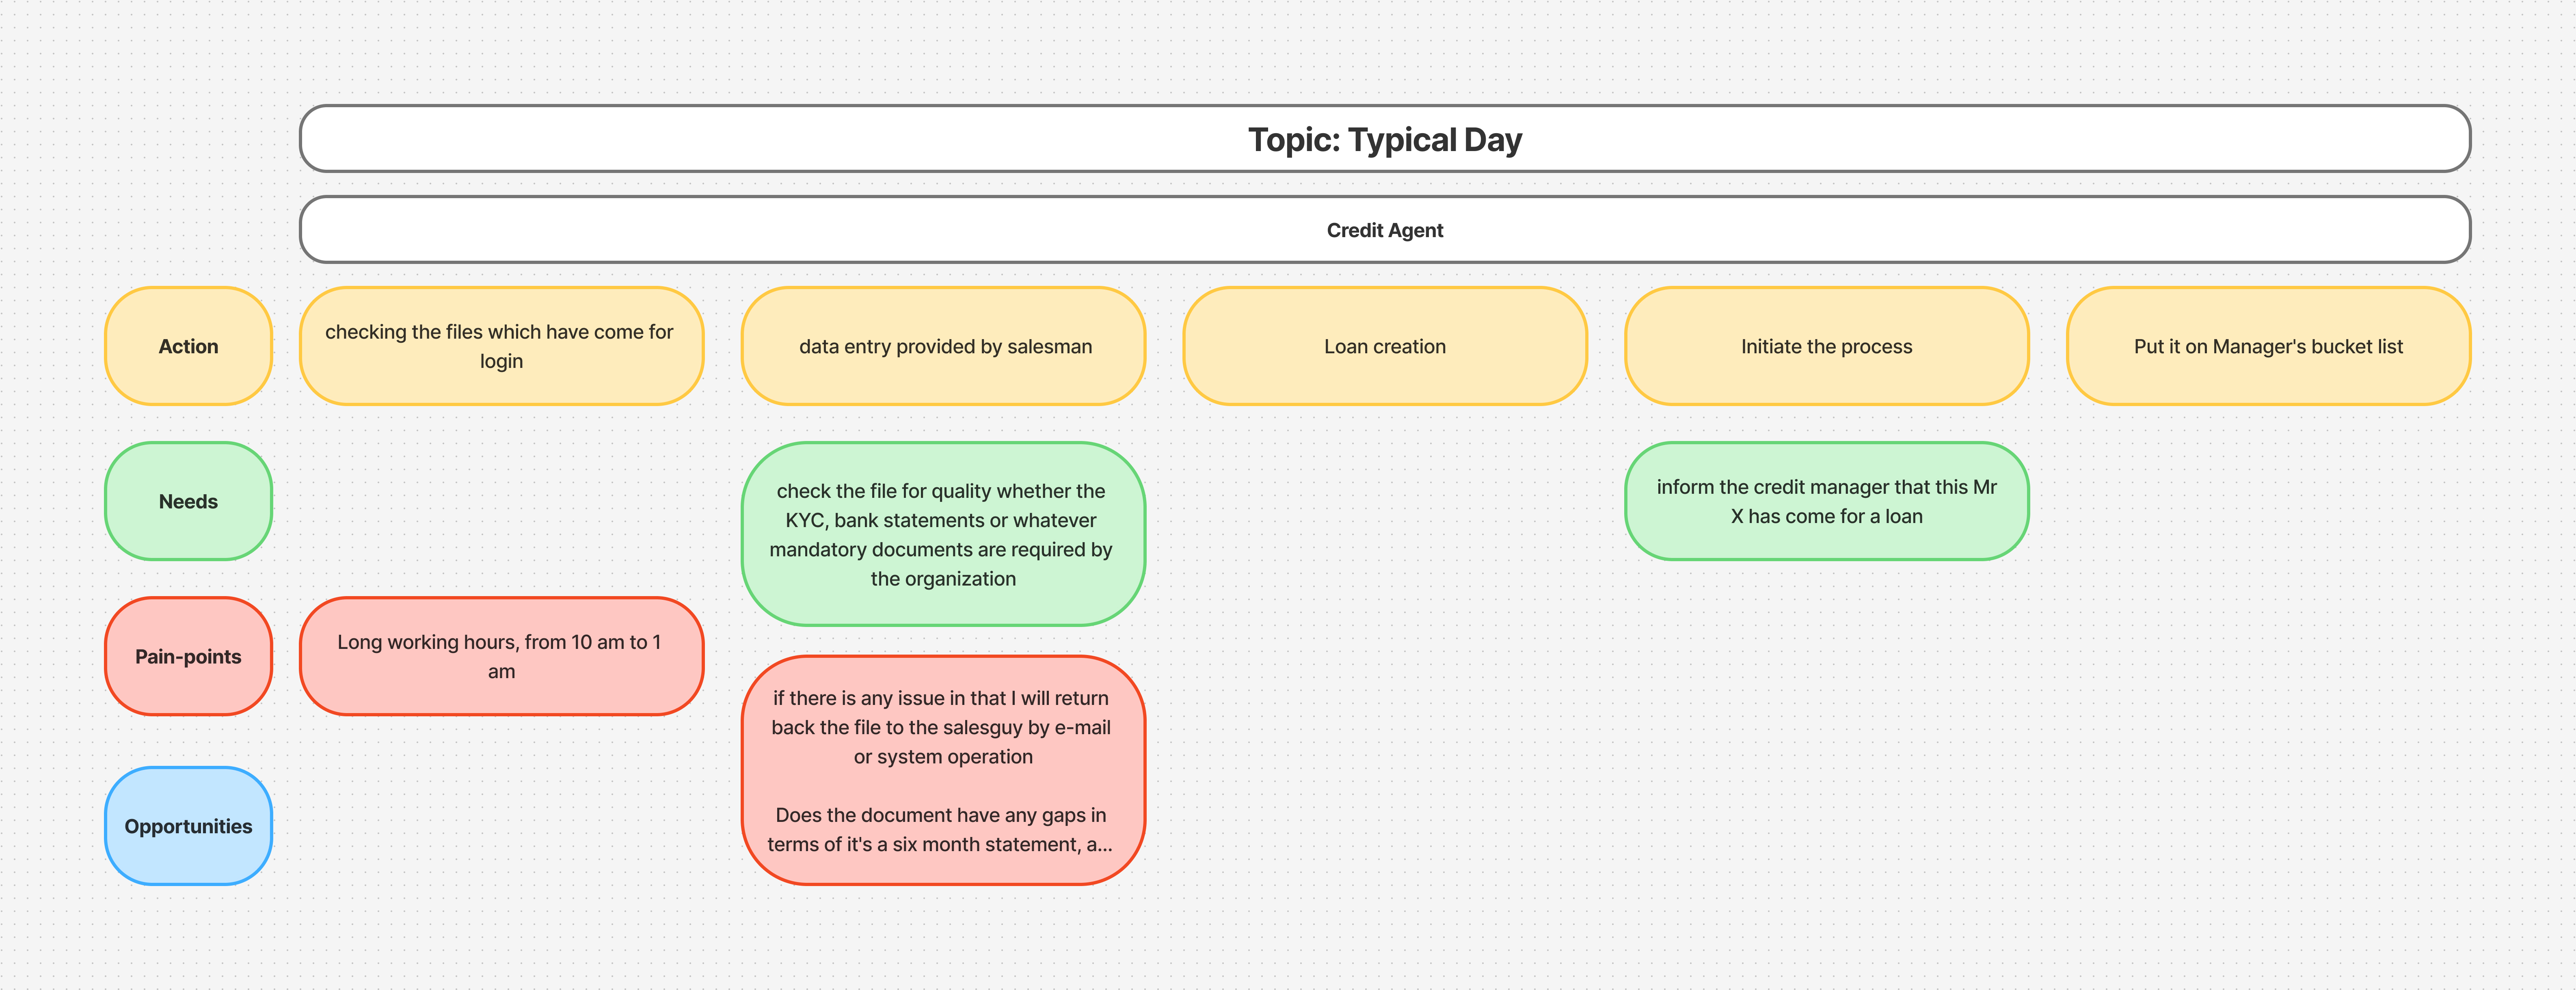 Topic: Typical Day
Credit Agent
Action
checking the files which have come for
login
data entry provided by salesman
Loan creation
Initiate the process
Put it on Manager's bucket list
Needs
check the file for quality whether the
KYC, bank statements or whatever
mandatory documents are required by
the organization
inform the credit manager that this Mr
X has come for a loan
Pain-points
Long working hours, from 10 am to 1
am
if there is any issue in that I will return
back the file to the salesguy by e-mail
or system operation
Does the document have any gaps in
terms of it's a six month statement, a...
Opportunities